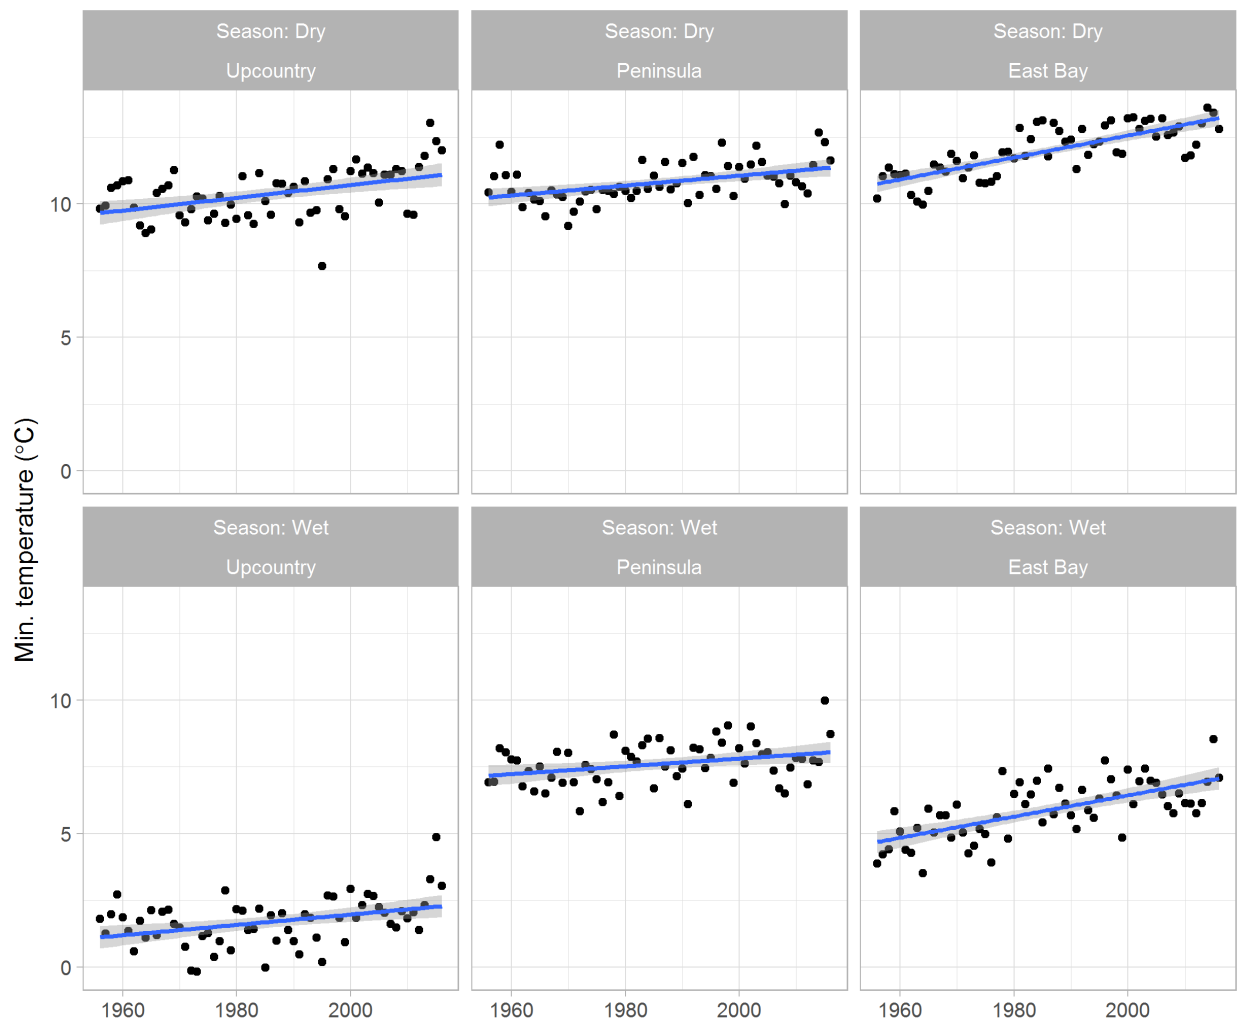 Season: Dry
Upcountry
Season: Dry
Peninsula
Season: Dry
East Bay
10
5
0
Min. temperature (°C)
Season: Wet
Upcountry
Season: Wet
Peninsula
Season: Wet
East Bay
10
5
0
1960 1980 2000
1960 1980 2000
1960 1980 2000